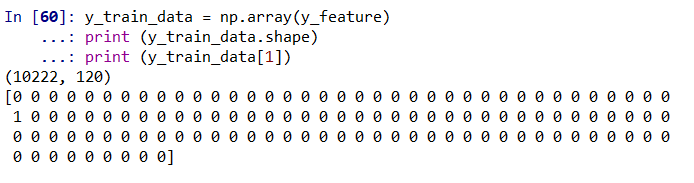 In [60]: y_train_data = np.array(y_feature)
...: print (y_train_data.shape)
...: print (y_train_data[1])
(10222, 120)
[0 0 0 0 0 0 0 0 0 0 0 0 0 0 0 0 0 0 0 0 0 0 0 0 0 0 0 0 0 0 0 0 0 0 0 0 0
1 0 0 0 0 0 0 0 0 0 0 0 0 0 0 0 0 0 0 0 0 0 0 0 0 0 0 0 0 0 0 0 0 0 0 0 0
0 0 0 0 0 0 0 0 0 0 0 0 0 0 0 0 0 0 0 0 0 0 0 0 0 0 0 0 0 0 0 0 0 0 0 0 0
0 0 0 0 0 0 0 0 0]